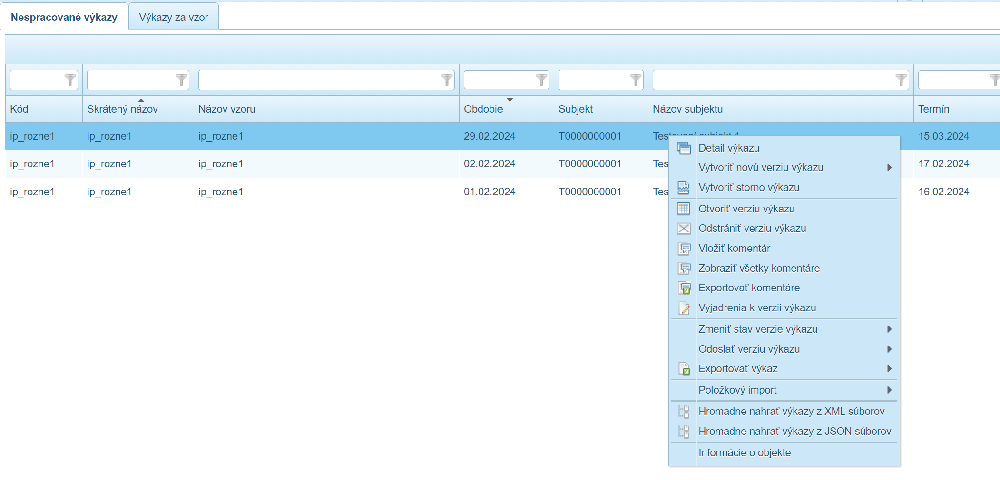 Nespracované výkazy Výkazy za vzor
Kód Skrátený názov Názov vzoru Obdobie Subjekt Názov subjektu Termín
ip_rozne1 ip_rozne1 ip_rozne1 29.02.2024 T0000000001 Testovací subjekt 1 15.03.2024
ip_rozne1 ip_rozne1 ip_rozne1 02.02.2024 T0000000001 Tes 17.02.2024
ip_rozne1 ip_rozne1 ip_rozne1 01.02.2024 T0000000001 Tes 16.02.2024
Detail výkazu
Vytvoriť novú verziu výkazu
Vytvoriť storno výkazu
Otvoriť verziu výkazu
Odstrániť verziu výkazu
Vložiť komentár
Zobraziť všetky komentáre
Exportovať komentáre
Vyjadrenia k verzii výkazu
Zmeniť stav verzie výkazu
Odoslať verziu výkazu
Exportovať výkaz
Položkový import
Hromadne nahrať výkazy z XML súborov
Hromadne nahrať výkazy z JSON súborov
Informácie o objekte